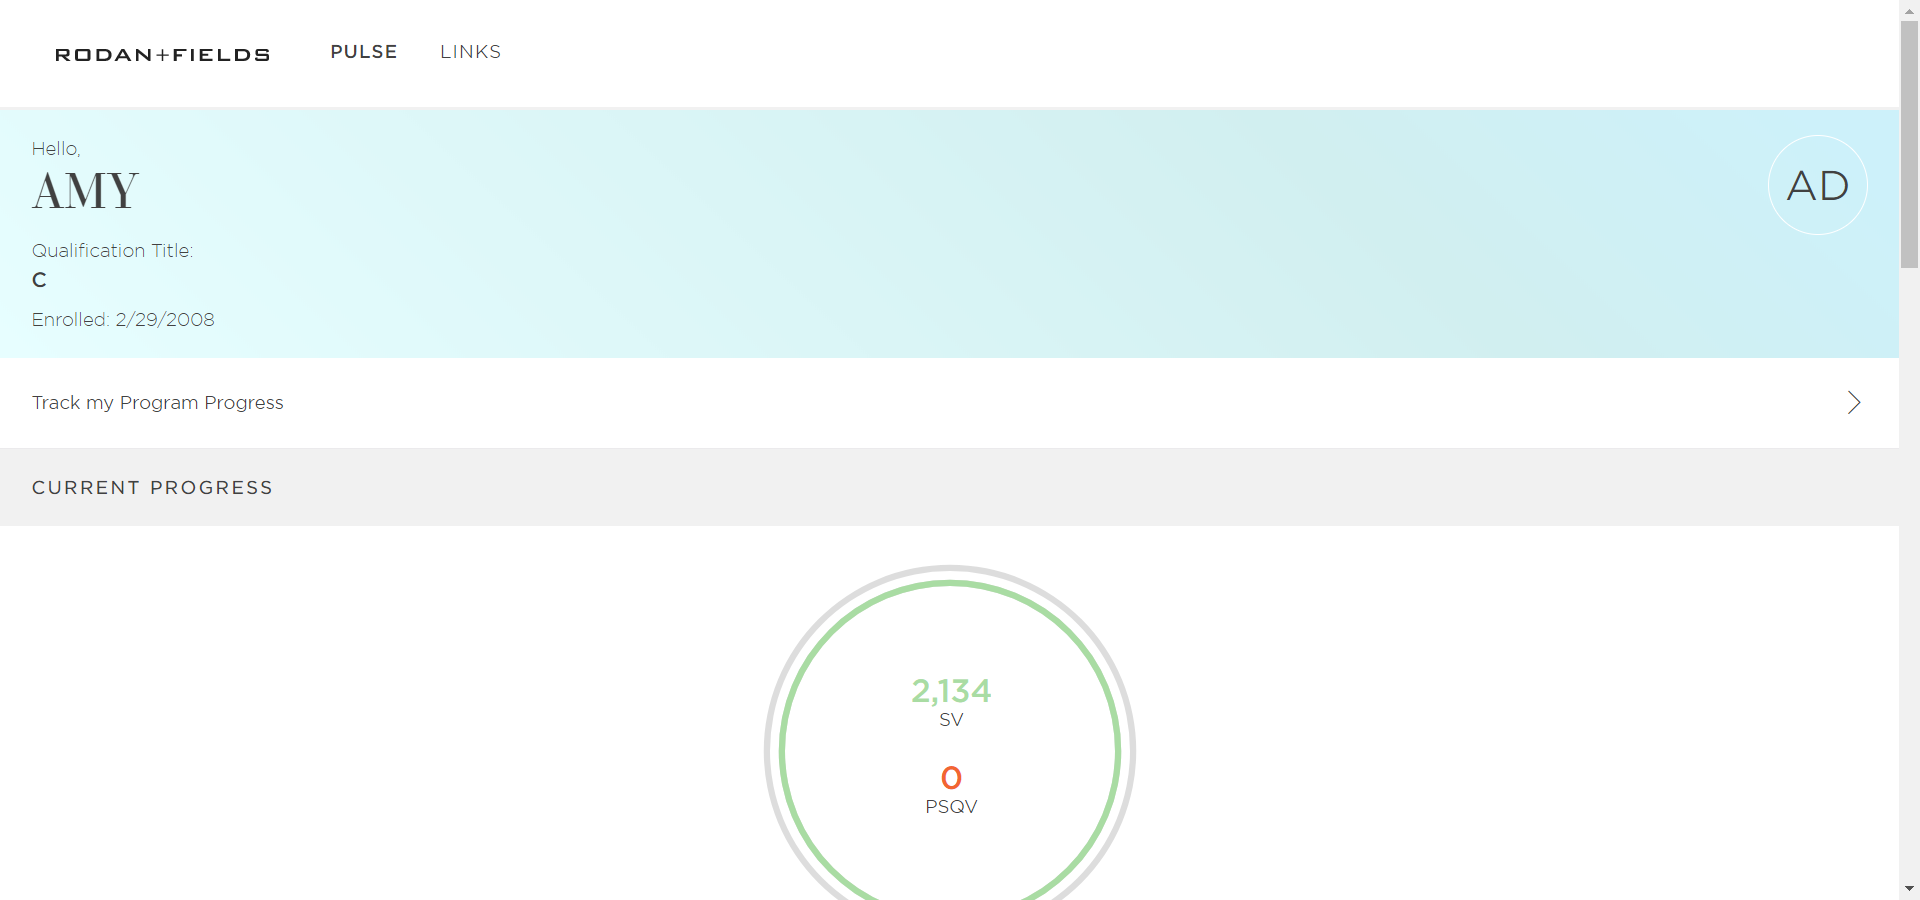 RODAN+FIELDS PULSE LINKS
Hello,
AMY
AD
Qualification Title:
C
Enrolled: 2/29/2008
Track my Program Progress
CURRENT PROGRESS
2,134
SV
0
PSQV